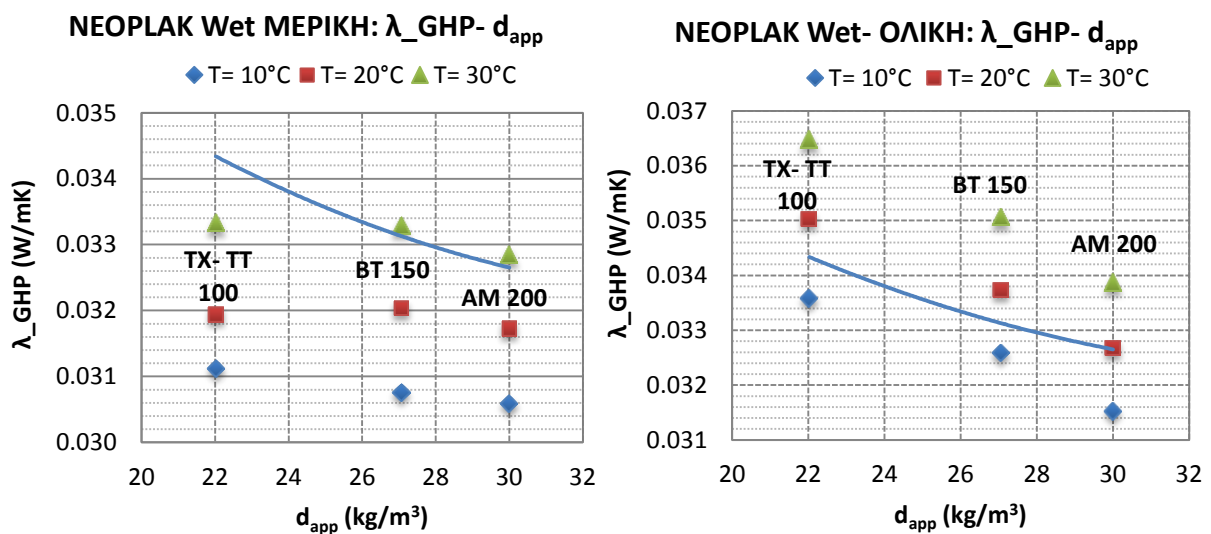 NEOPLAK Wet ΜΕΡΙΚΗ: λ_GHP- dapp
T= 10°C T= 20°C T= 30°C
0.035
0.034
0.033
0.032
0.031
0.030
λ_GHP (W/mK)
TX- TT
100
BT 150
AM 200
20 22 24 26 28 30 32
dapp (kg/m³)
NEOPLAK Wet- ΟΛΙΚΗ: λ_GHP- dapp
T= 10°C T= 20°C T= 30°C
0.037
0.036
0.035
0.034
0.033
0.032
0.031
λ_GHP (W/mK)
TX- TT
100
BT 150
AM 200
20 22 24 26 28 30 32
dapp (kg/m³)